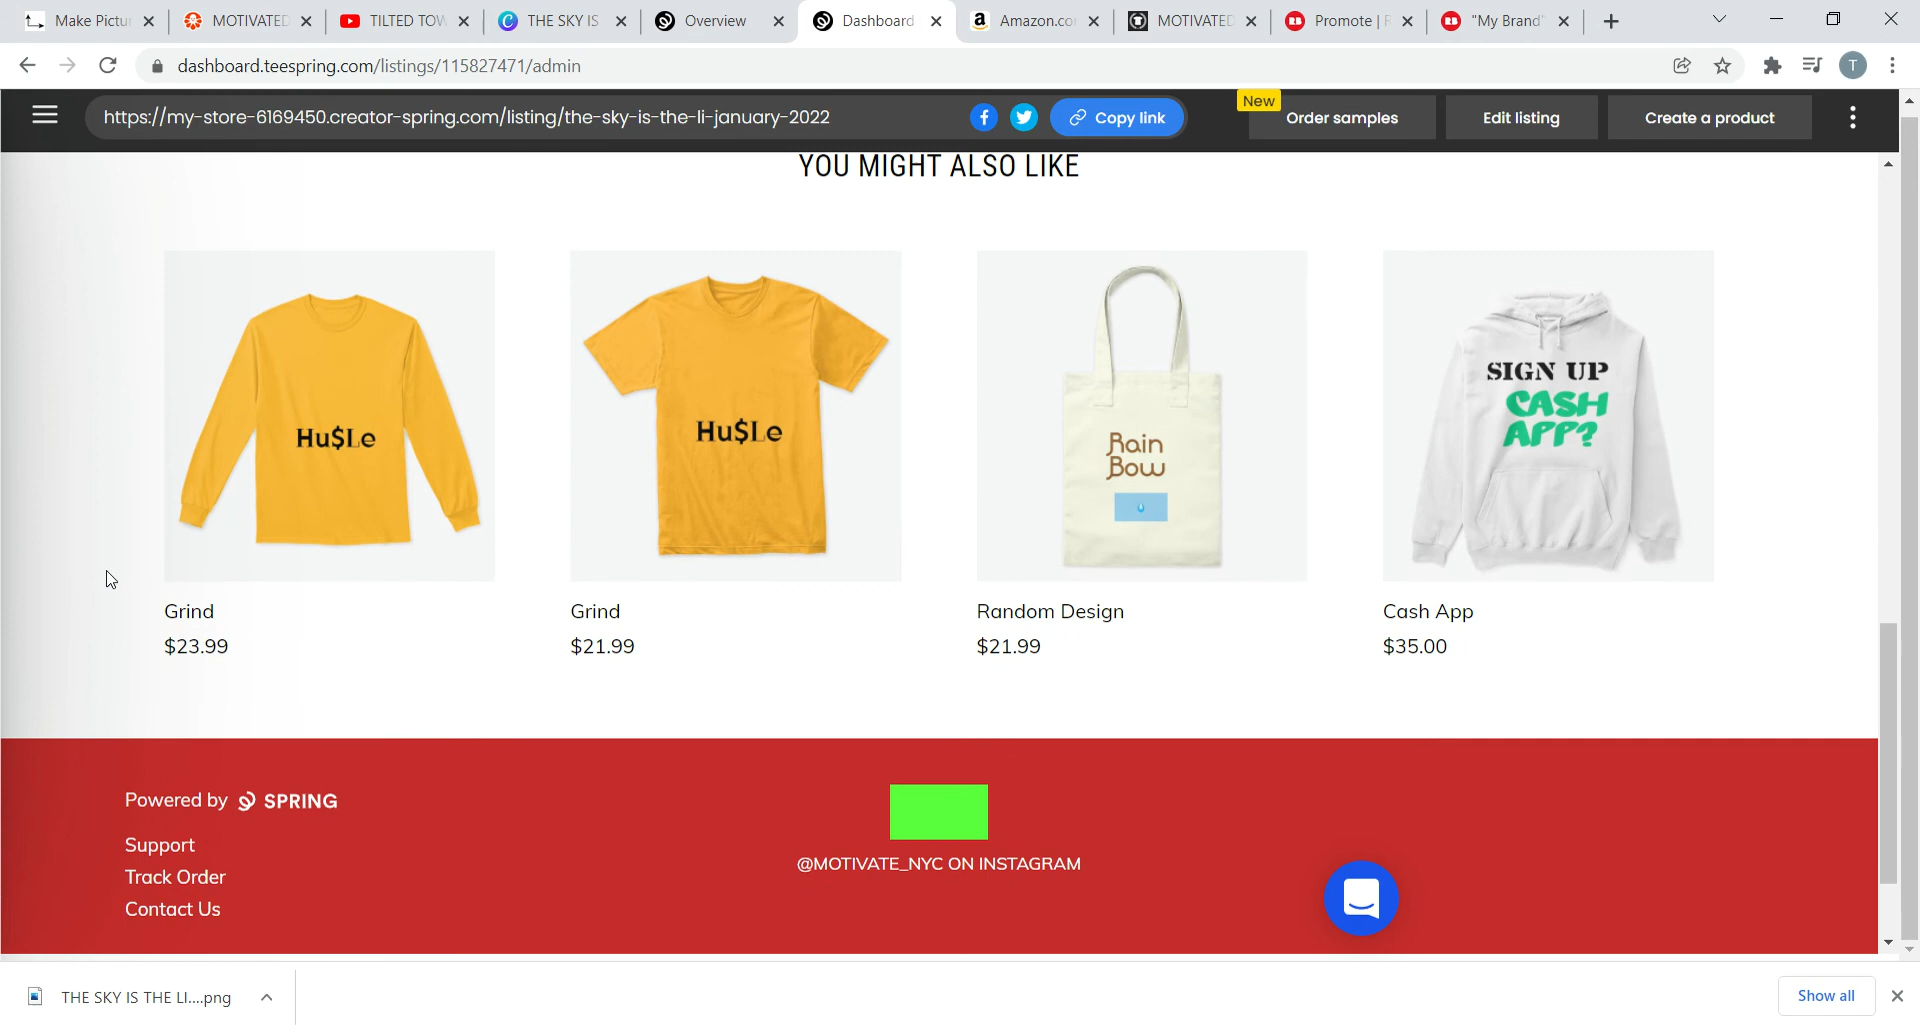 Make Pictu
MOTIVATED
TILTED TOW
THE SKY IS
Overview
Dashboard
Amazon.co
MOTIVATED
Promote | R
"My Brand"
dashboard.teespring.com/listings/115827471/admin
T
https://my-store-6169450.creator-spring.com/listing/the-sky-is-the-li-january-2022
Copy link
New
Order samples
Edit listing
Create a product
YOU MIGHT ALSO LIKE
Hu$Le
Hu$Le
Rain
Bow
SIGN UP
CASH
APP?
Grind
Grind
Random Design
Cash App
$23.99
$21.99
$21.99
$35.00
Powered by SPRING
Support
Track Order
Contact Us
@MOTIVATE_NYC ON INSTAGRAM
THE SKY IS THE LI....png
Show all